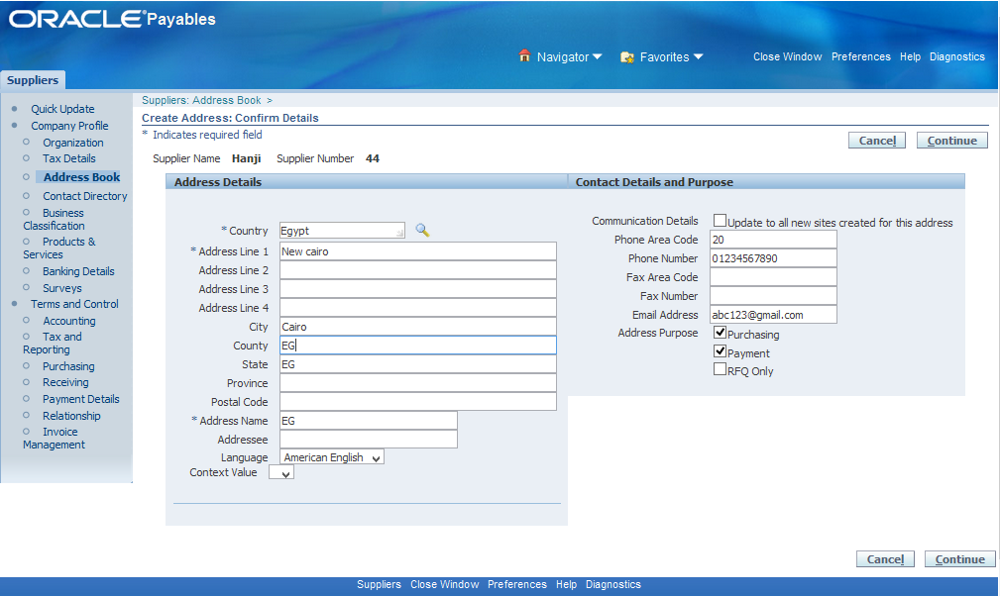 ORACLE® Payables
Navigator Favorites Close Window Preferences Help Diagnostics
Suppliers
Quick Update
Company Profile
Organization
Tax Details
Address Book
Contact Directory
Business
Classification
Products &
Services
Banking Details
Surveys
Terms and Control
Accounting
Tax and
Reporting
Purchasing
Receiving
Payment Details
Relationship
Invoice
Management
Suppliers: Address Book >
Create Address: Confirm Details
* Indicates required field
Cancel Continue
Supplier Name Hanji Supplier Number 44
Address Details
* Country Egypt
* Address Line 1 New cairo
Address Line 2
Address Line 3
Address Line 4
City Cairo
County EG
State EG
Province
Postal Code
* Address Name EG
Addressee
Language American English
Context Value
Contact Details and Purpose
Communication Details Update to all new sites created for this address
Phone Area Code 20
Phone Number 01234567890
Fax Area Code
Fax Number
Email Address abc123@gmail.com
Address Purpose Purchasing
Payment
RFQ Only
Cancel Continue
Suppliers Close Window Preferences Help Diagnostics